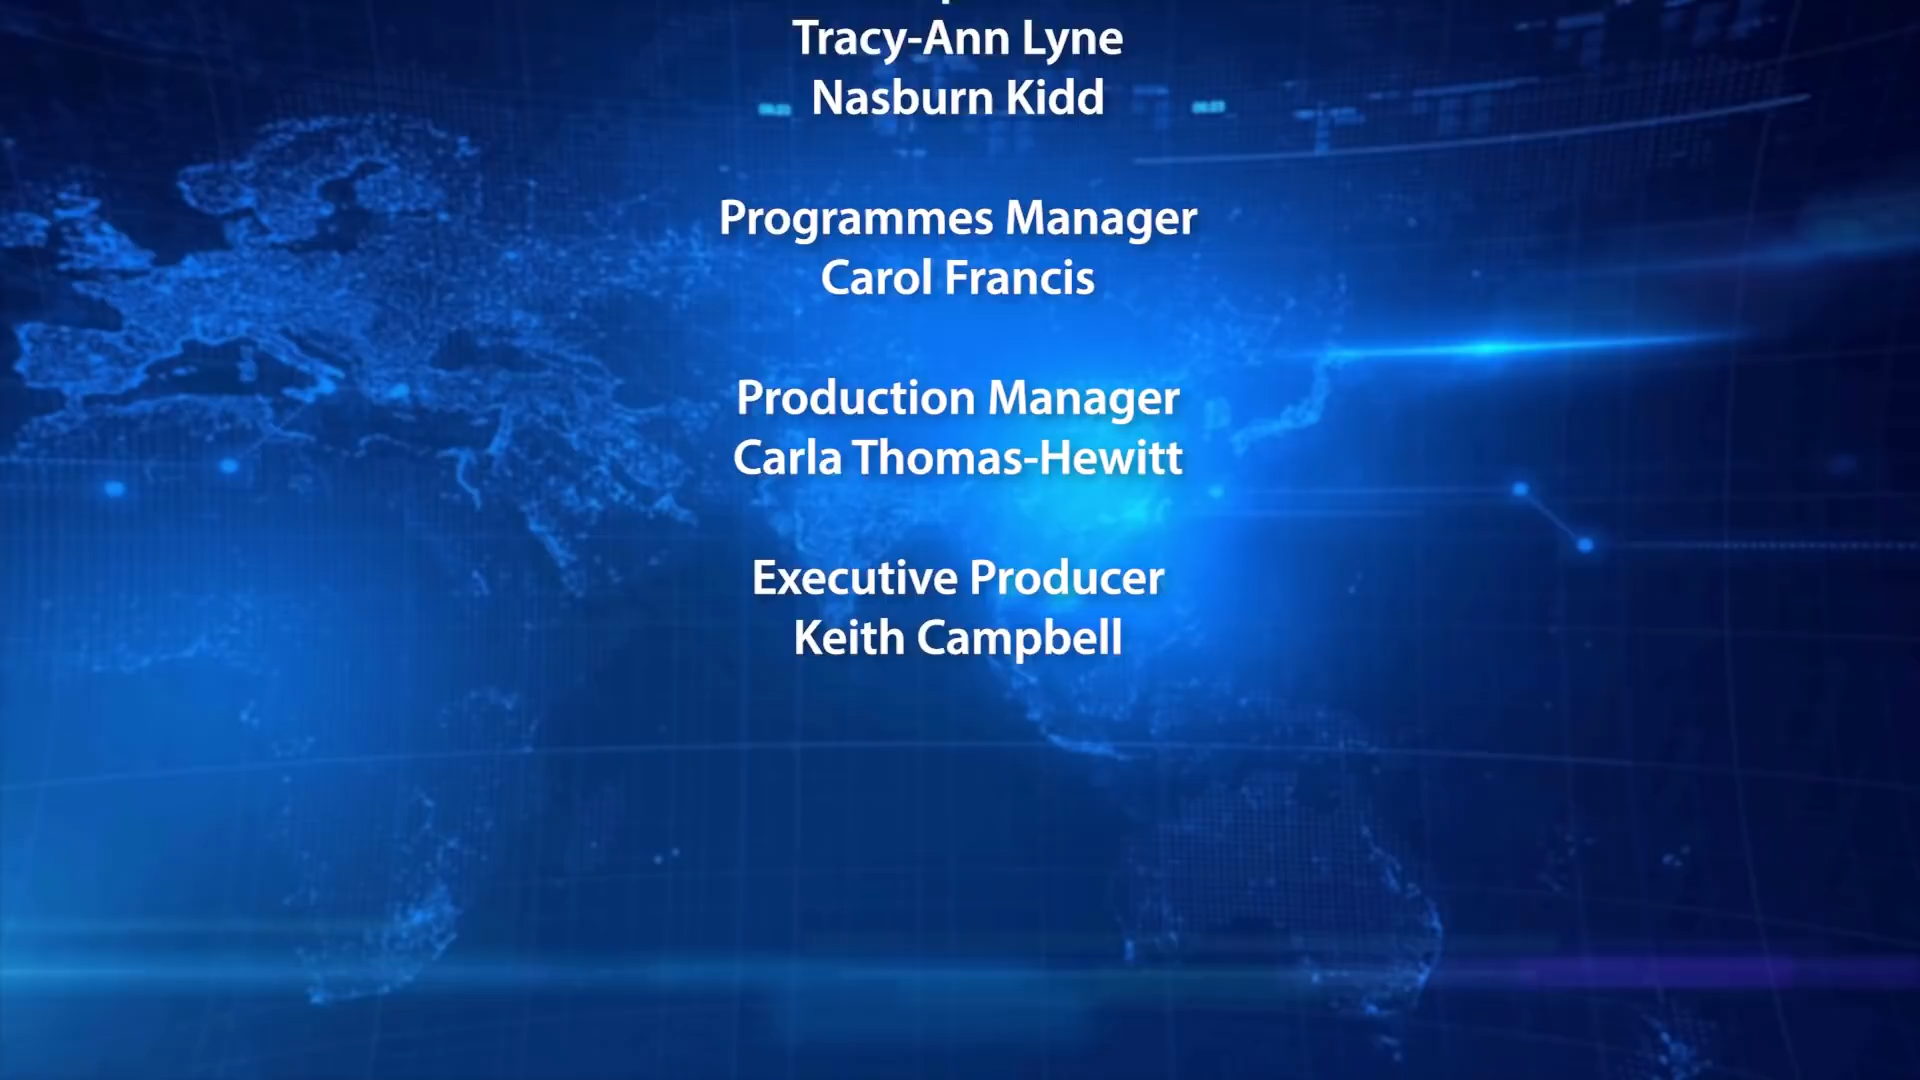 Tracy-Ann Lyne
Nasburn Kidd
Programmes Manager
Carol Francis
Production Manager
Carla Thomas-Hewitt
Executive Producer
Keith Campbell